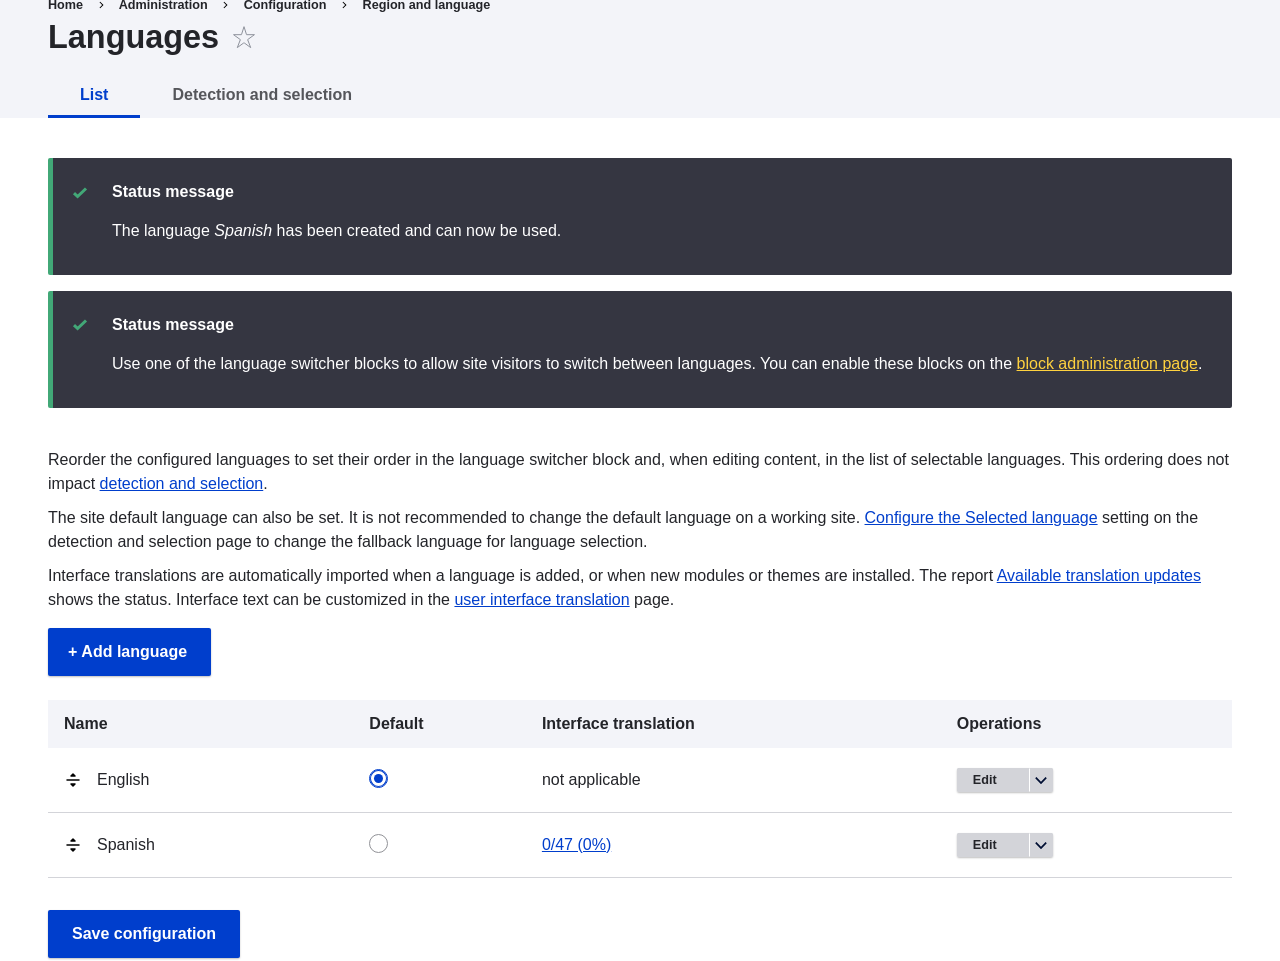 Home > Administration > Configuration > Region and language
Languages
List Detection and selection
Status message
The language Spanish has been created and can now be used.
Status message
Use one of the language switcher blocks to allow site visitors to switch between languages. You can enable these blocks on the block administration page.
Reorder the configured languages to set their order in the language switcher block and, when editing content, in the list of selectable languages. This ordering does not
impact detection and selection.
The site default language can also be set. It is not recommended to change the default language on a working site. Configure the Selected language setting on the
detection and selection page to change the fallback language for language selection.
Interface translations are automatically imported when a language is added, or when new modules or themes are installed. The report Available translation updates
shows the status. Interface text can be customized in the user interface translation page.
+ Add language
Name Default Interface translation Operations
English not applicable Edit
Spanish 0/47 (0%) Edit
Save configuration